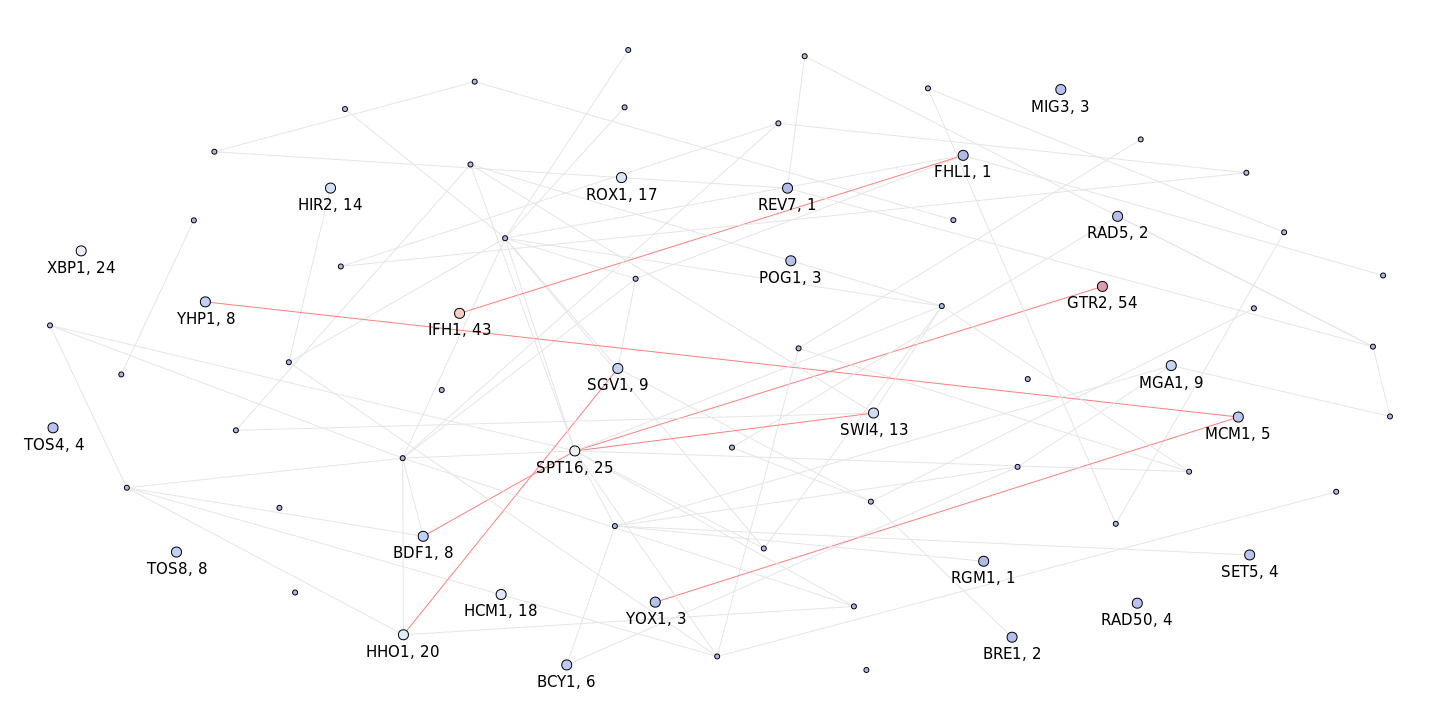 MIG3, 3
FHL1, 1
ROX1, 17
HIR2, 14
REV7, 1
RAD5, 2
XBP1, 24
POG1, 3
GTR2, 54
YHP1, 8
IFH1, 43
SGV1, 9
MGA1, 9
SWI4, 13
MCM1, 5
TOS4, 4
SPT16, 25
BDF1, 8
TOS8, 8
SET5, 4
RGM1, 1
HCM1, 18
YOX1, 3
RAD50, 4
HHO1, 20
BRE1, 2
BCY1, 6